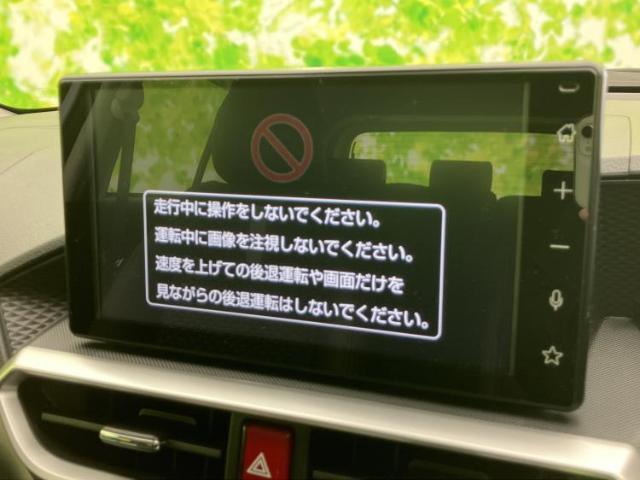 走行中に操作をしないでください。
運転中に画像を注視しないでください。
速度を上げての後退運転や画面だけを
見ながらの後退運転はしないでください。